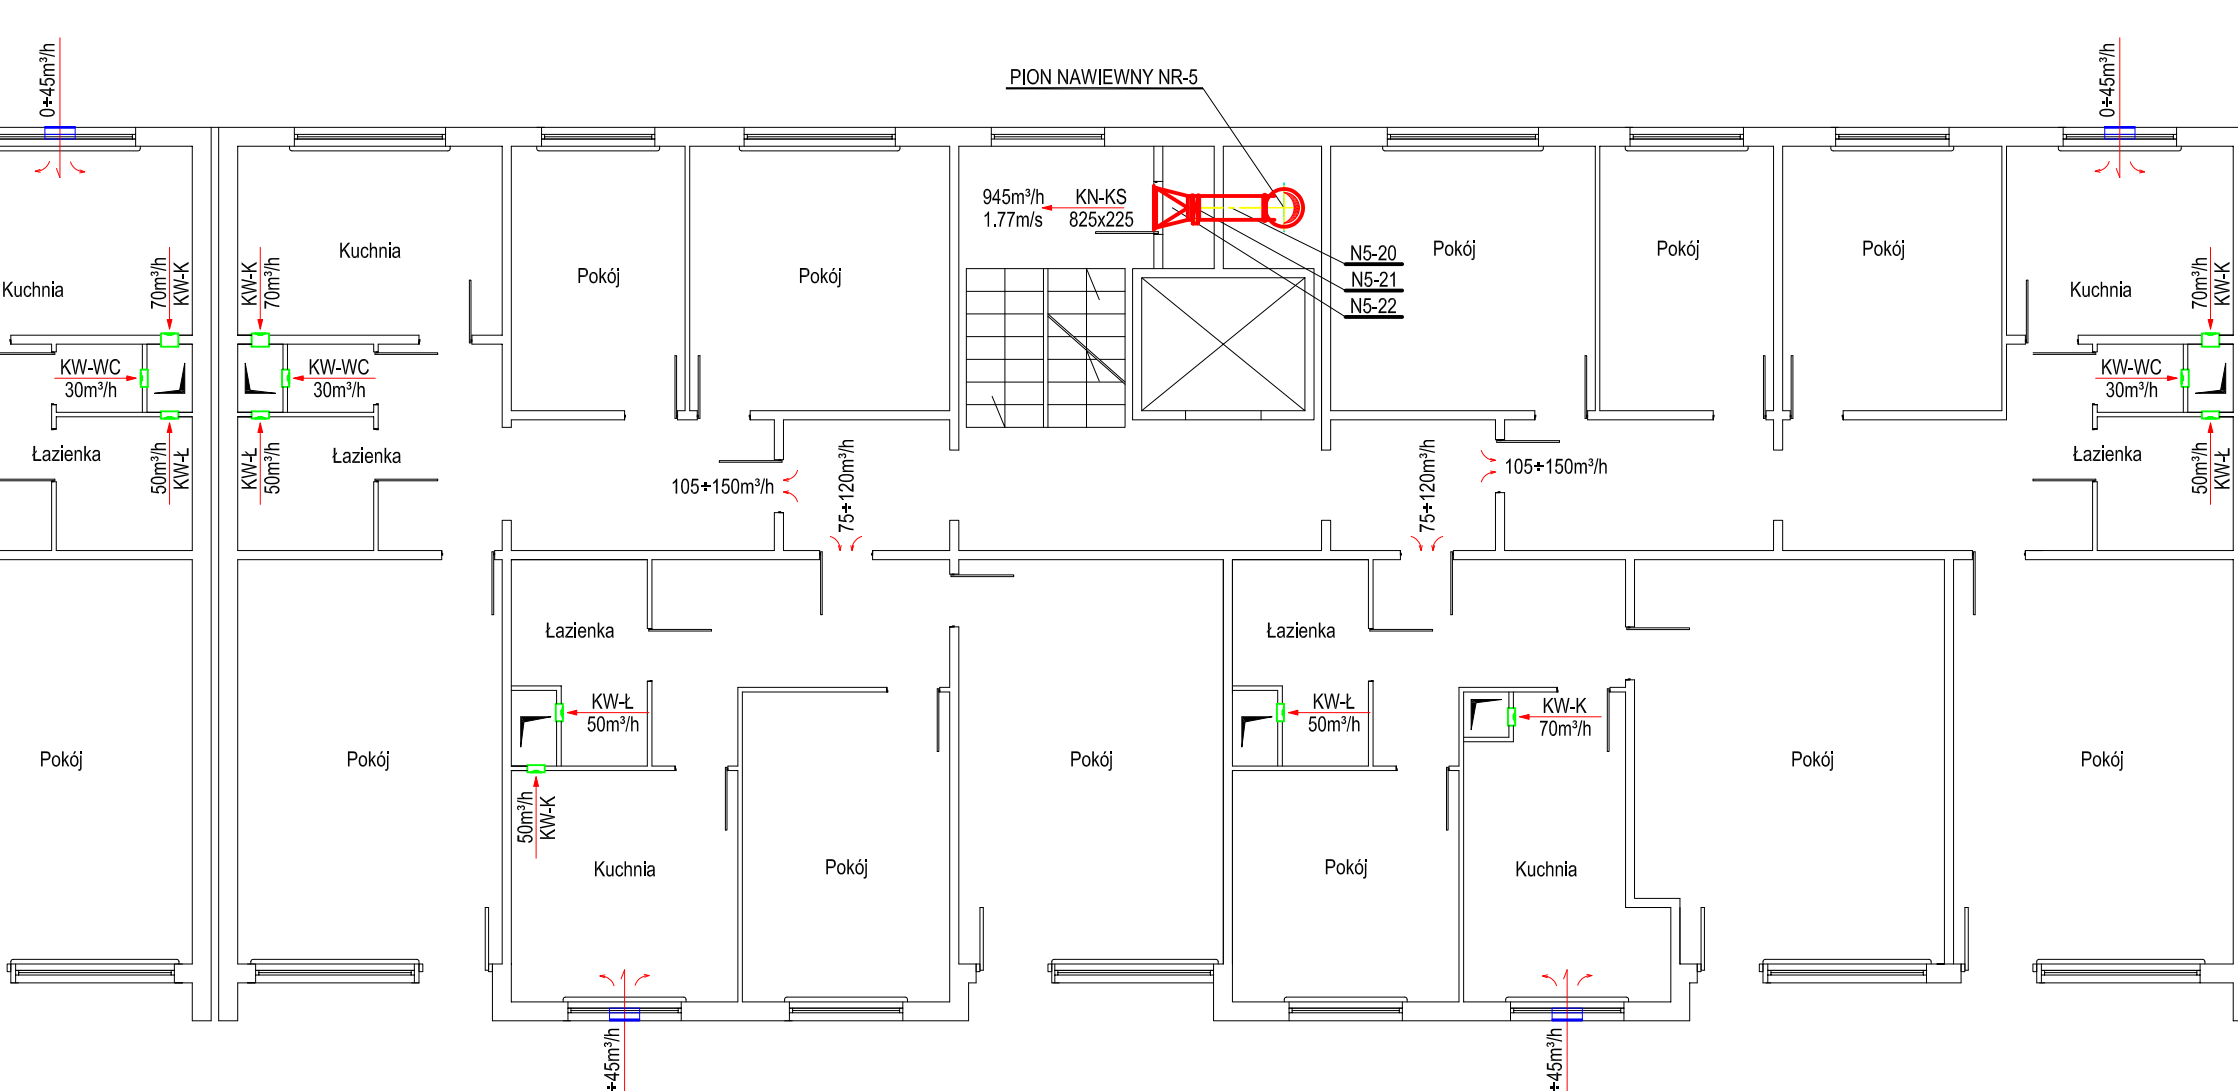 PION NAWIEWNY NR-5
0÷45m³/h
0÷45m³/h
945m³/h
1.77m/s
KN-KS
825x225
N5-20
N5-21
N5-22
Kuchnia
Kuchnia
Pokój
Pokój
Pokój
Pokój
Pokój
Kuchnia
70m³/h
KW-K
KW-K
70m³/h
70m³/h
KW-K
KW-WC
30m³/h
KW-WC
30m³/h
KW-WC
30m³/h
Łazienka
50m³/h
KW-Ł
KW-Ł
50m³/h
Łazienka
105÷150m³/h
75÷120m³/h
75÷120m³/h
105÷150m³/h
Łazienka
50m³/h
KW-Ł
Łazienka
Łazienka
KW-Ł
50m³/h
KW-Ł
50m³/h
KW-K
70m³/h
Pokój
Pokój
Pokój
Pokój
Pokój
50m³/h
KW-K
Kuchnia
Pokój
Pokój
Kuchnia
÷45m³/h
÷45m³/h